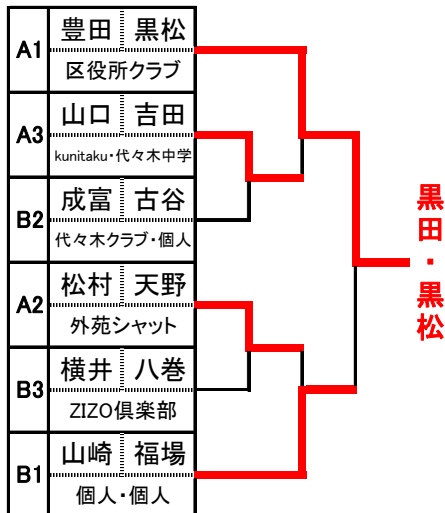 A1 豊田 黒松
区役所クラブ
A3 山口 吉田
kunitaku・代々木中学
B2 成富 古谷
代々木クラブ・個人
A2 松村 天野
外苑シャット
B3 横井 八巻
ZIZO倶楽部
B1 山崎 福場
個人・個人
黒田・黒松